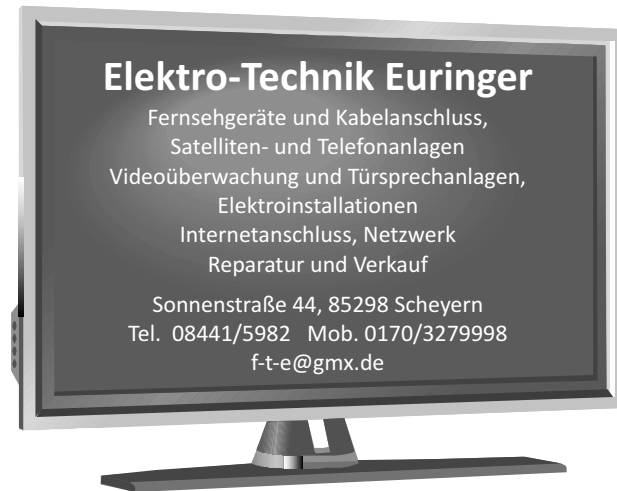 Elektro-Technik Euringer
Fernsehgeräte und Kabelanschluss,
Satelliten- und Telefonanlagen
Videoüberwachung und Türsprechanlagen,
Elektroinstallationen
Internetanschluss, Netzwerk
Reparatur und Verkauf
Sonnenstraße 44, 85298 Scheyern
Tel. 08441/5982 Mob. 0170/3279998
f-t-e@gmx.de